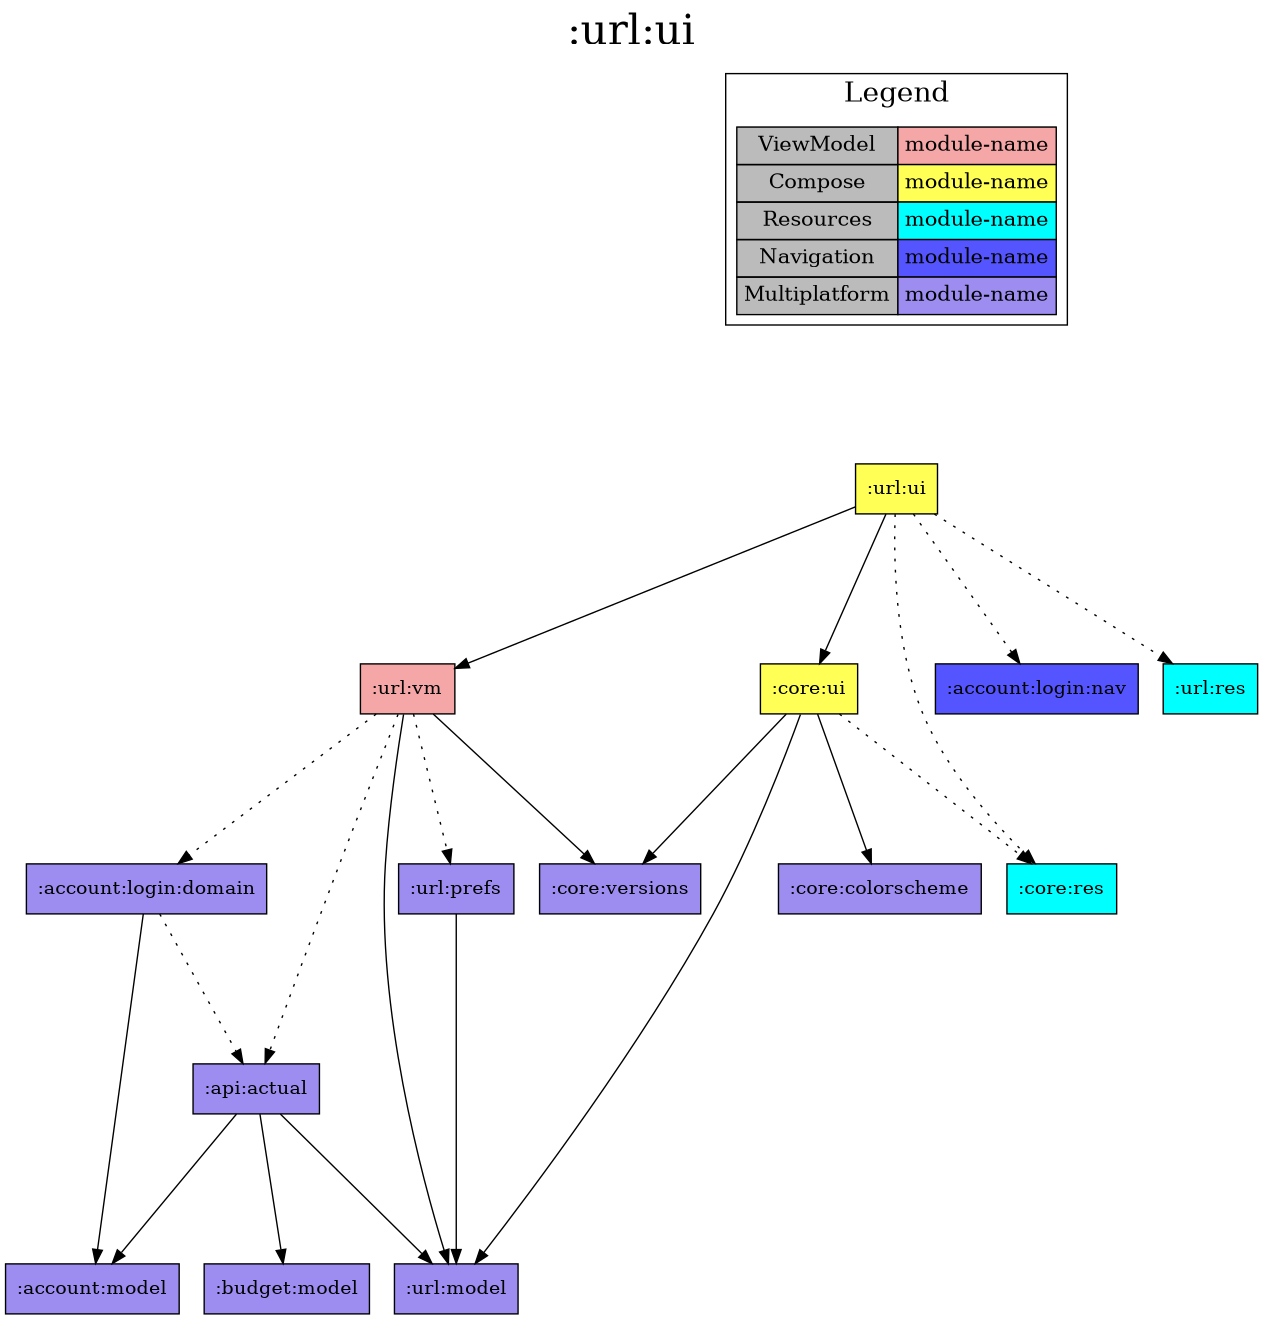 :url:ui
Legend
ViewModel module-name
Compose module-name
Resources module-name
Navigation module-name
Multiplatform module-name
:url:ui
:url:vm
:core:ui
:account:login:nav
:url:res
:account:login:domain
:url:prefs
:core:versions
:core:colorscheme
:core:res
:api:actual
:account:model
:budget:model
:url:model